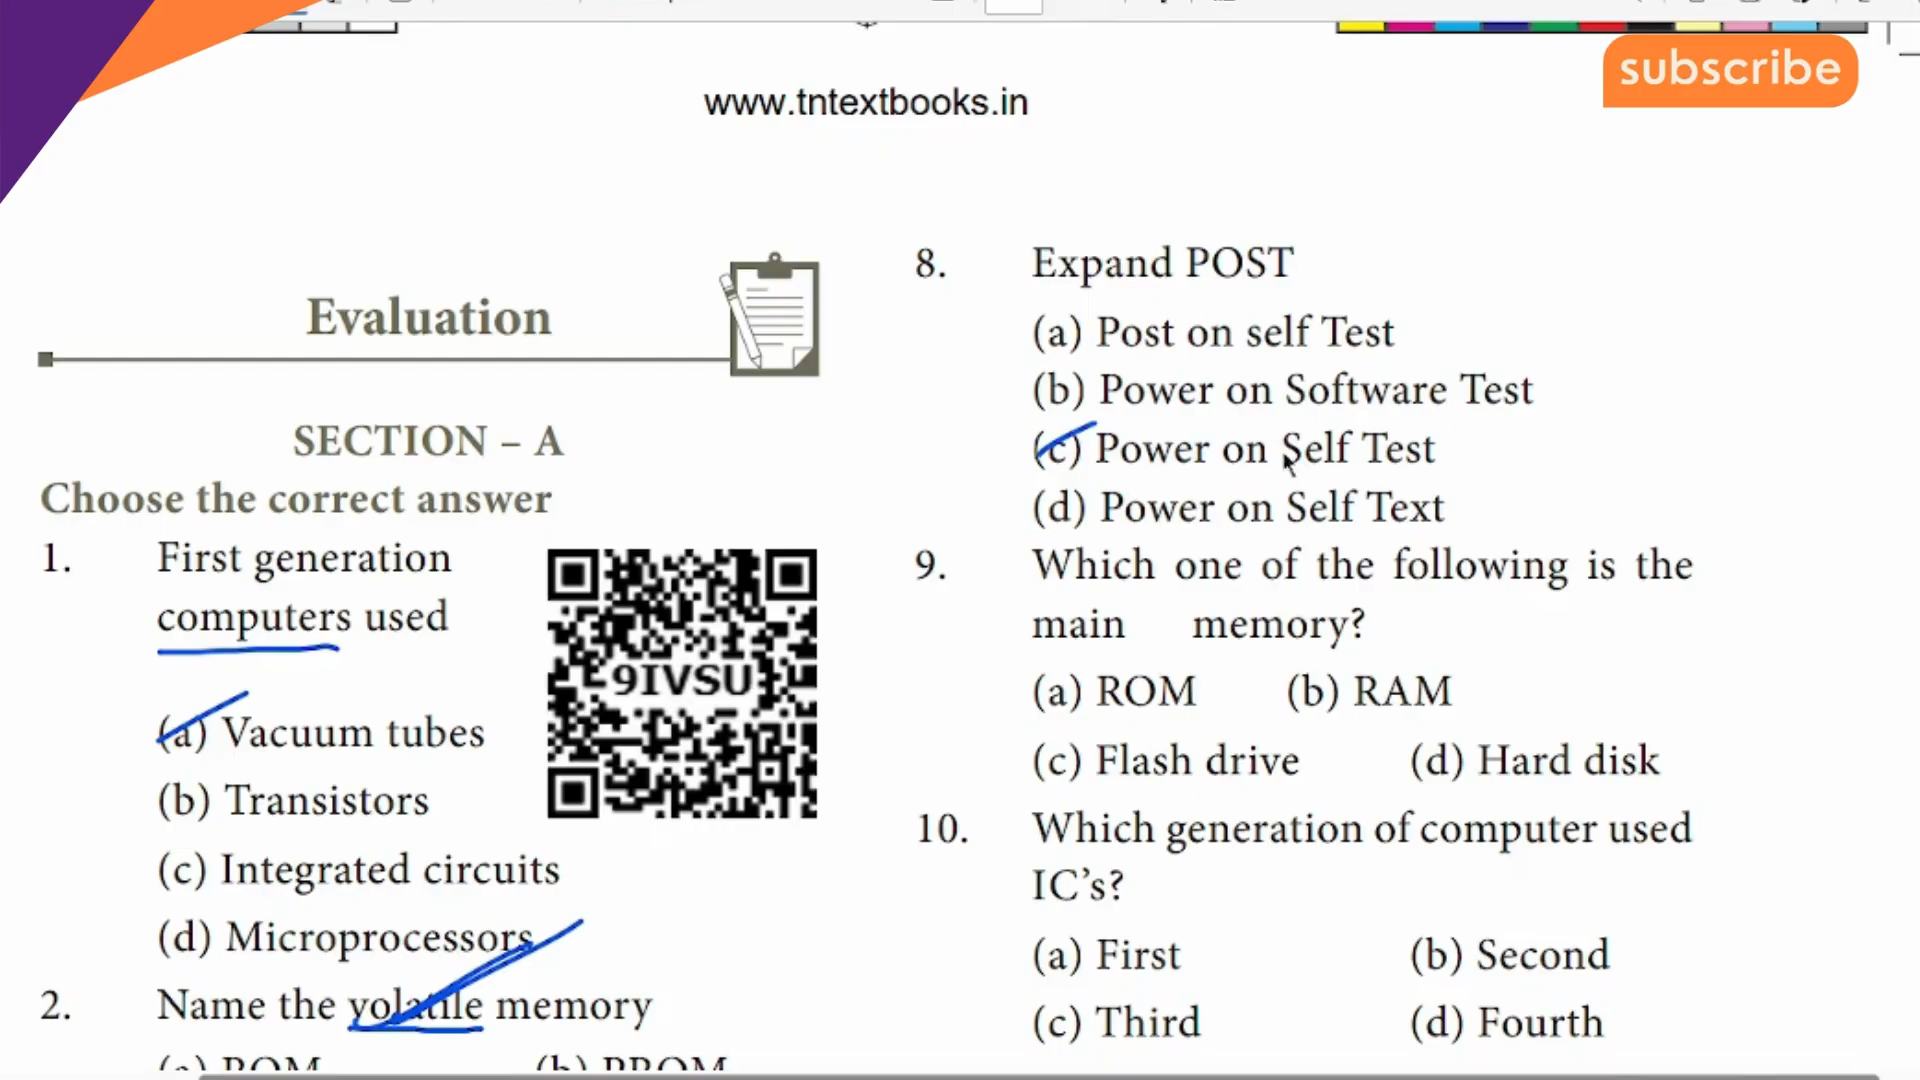 subscribe
www.tntextbooks.in
Evaluation
SECTION – A
Choose the correct answer
1. First generation
computers used
9IVSU
(a) Vacuum tubes
(b) Transistors
(c) Integrated circuits
(d) Microprocessors
2. Name the volatile memory
(a) ROM (b) PROM
8. Expand POST
(a) Post on self Test
(b) Power on Software Test
(c) Power on Self Test
(d) Power on Self Text
9. Which one of the following is the
main memory?
(a) ROM (b) RAM
(c) Flash drive (d) Hard disk
10. Which generation of computer used
IC’s?
(a) First (b) Second
(c) Third (d) Fourth